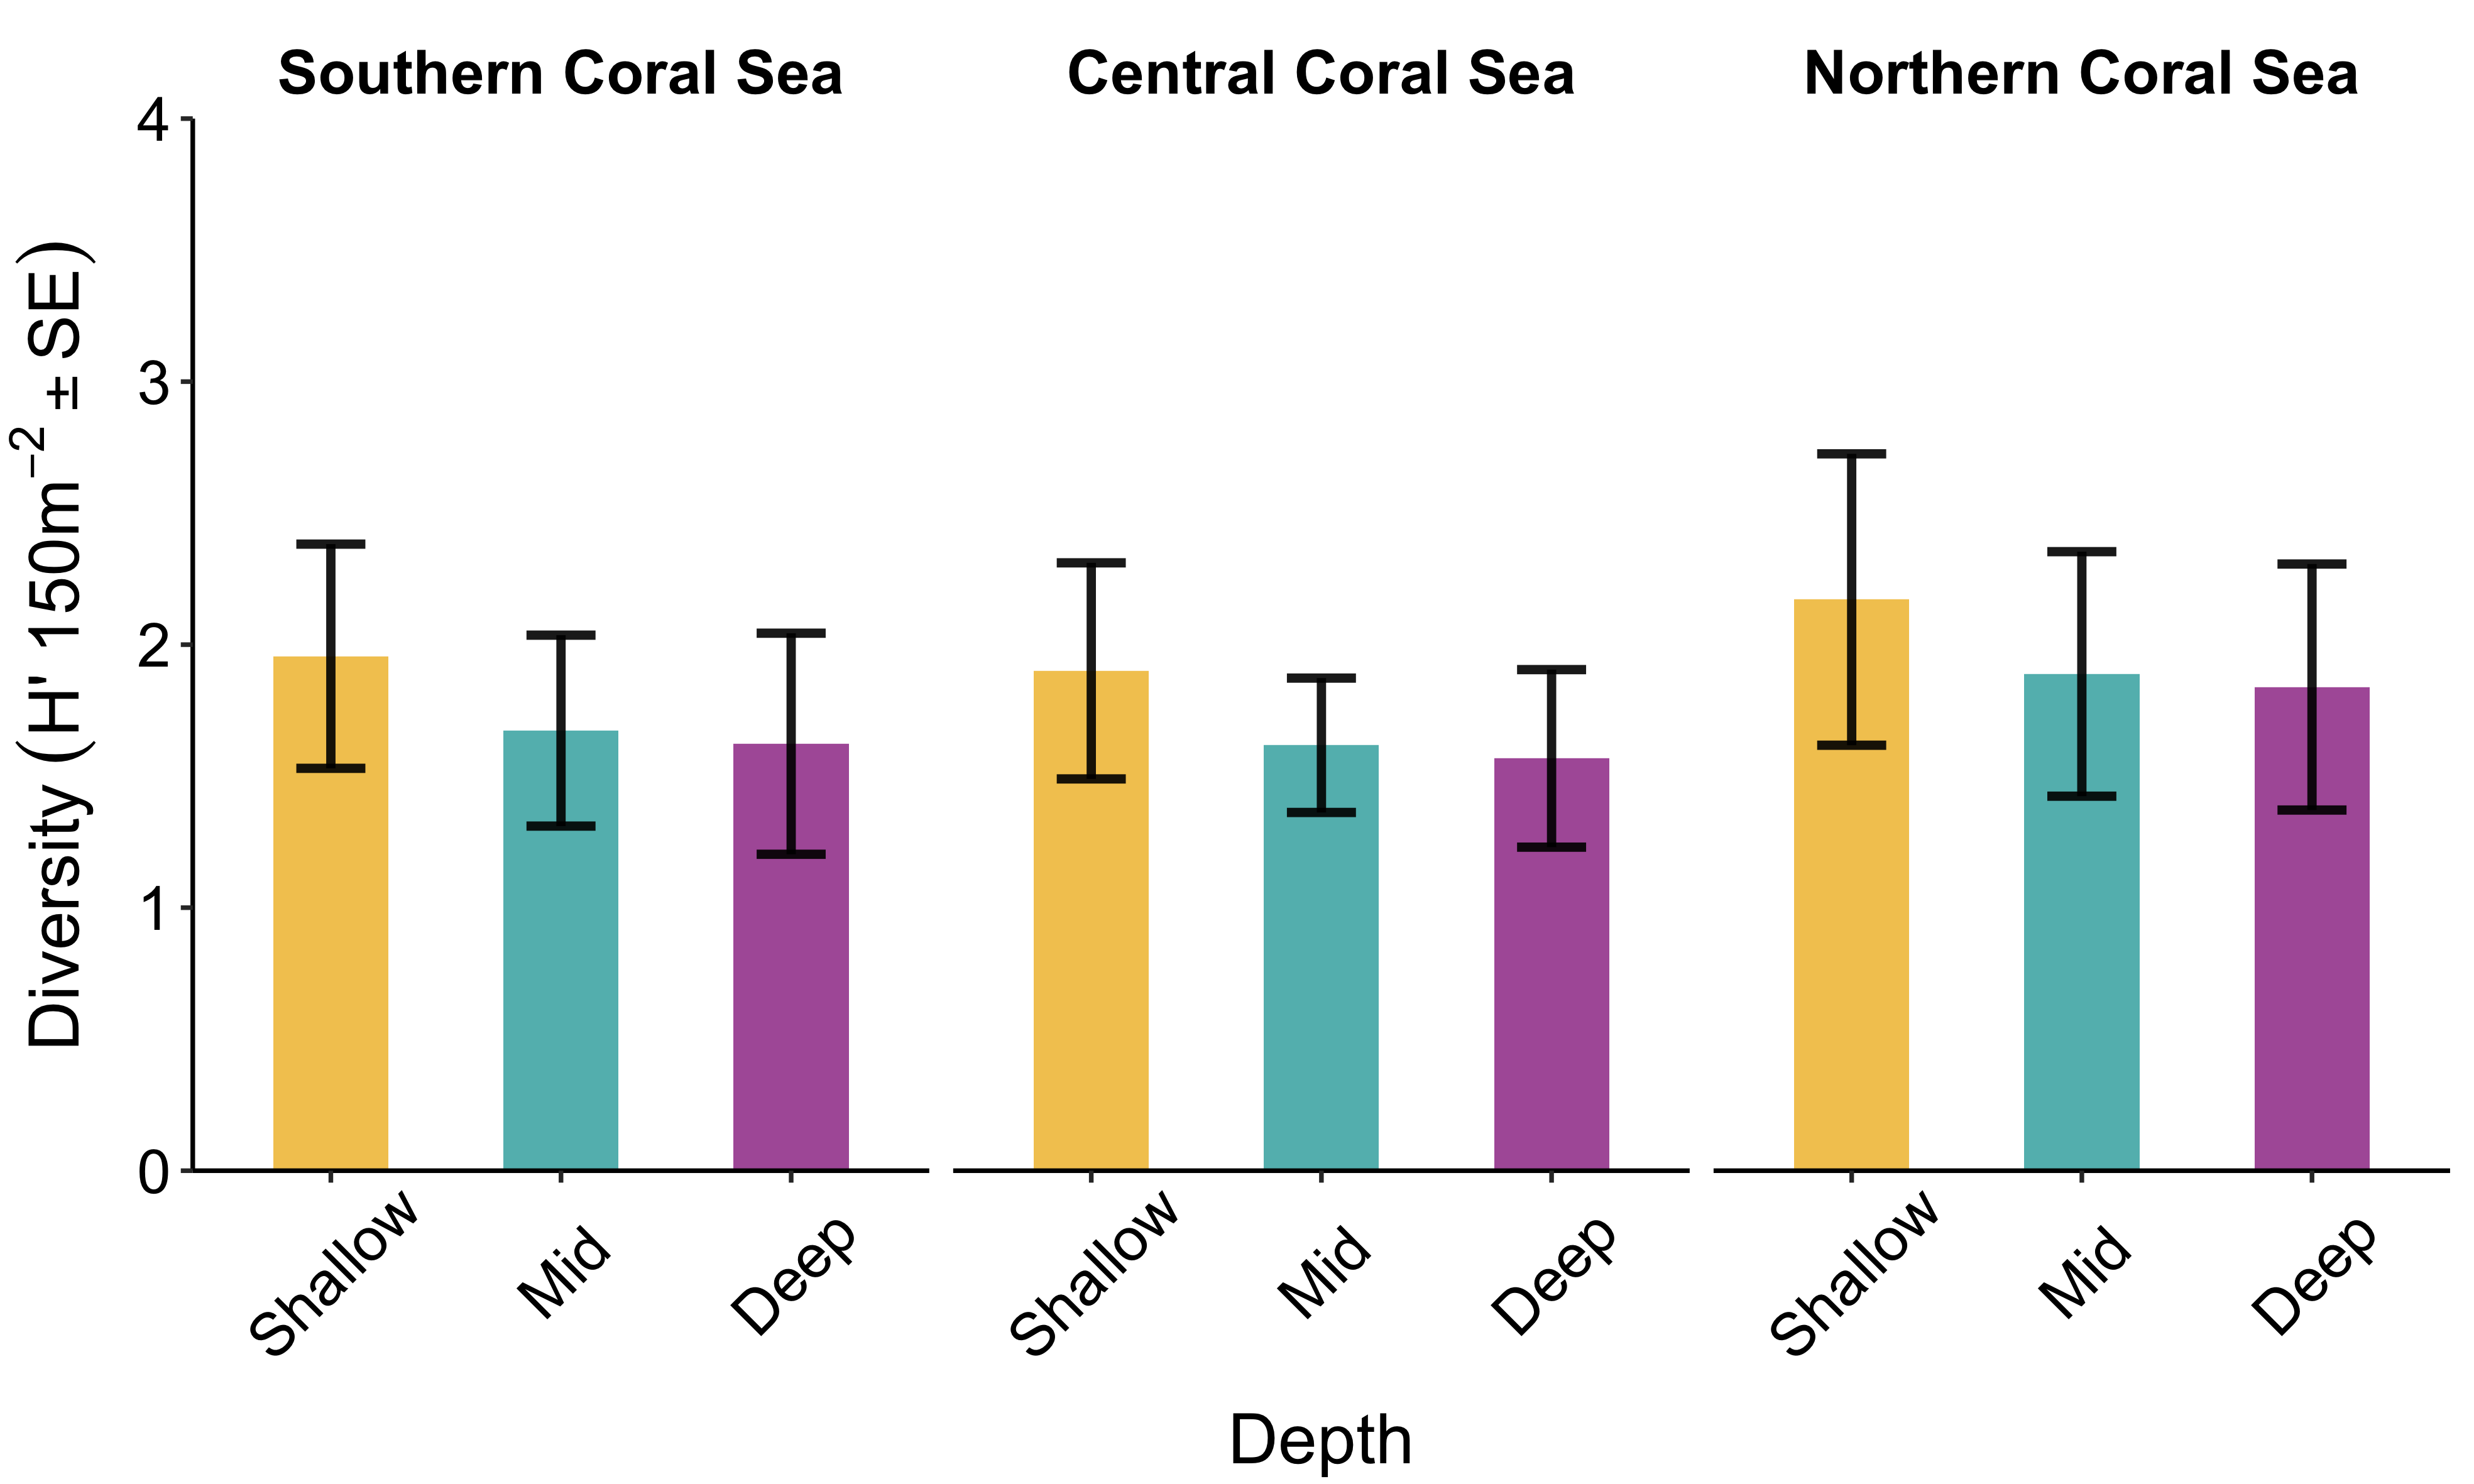 Southern Coral Sea
Central Coral Sea
Northern Coral Sea
Diversity (H' 150m⁻² ± SE)
4
3
2
1
0
Shallow
Mid
Deep
Shallow
Mid
Deep
Shallow
Mid
Deep
Depth